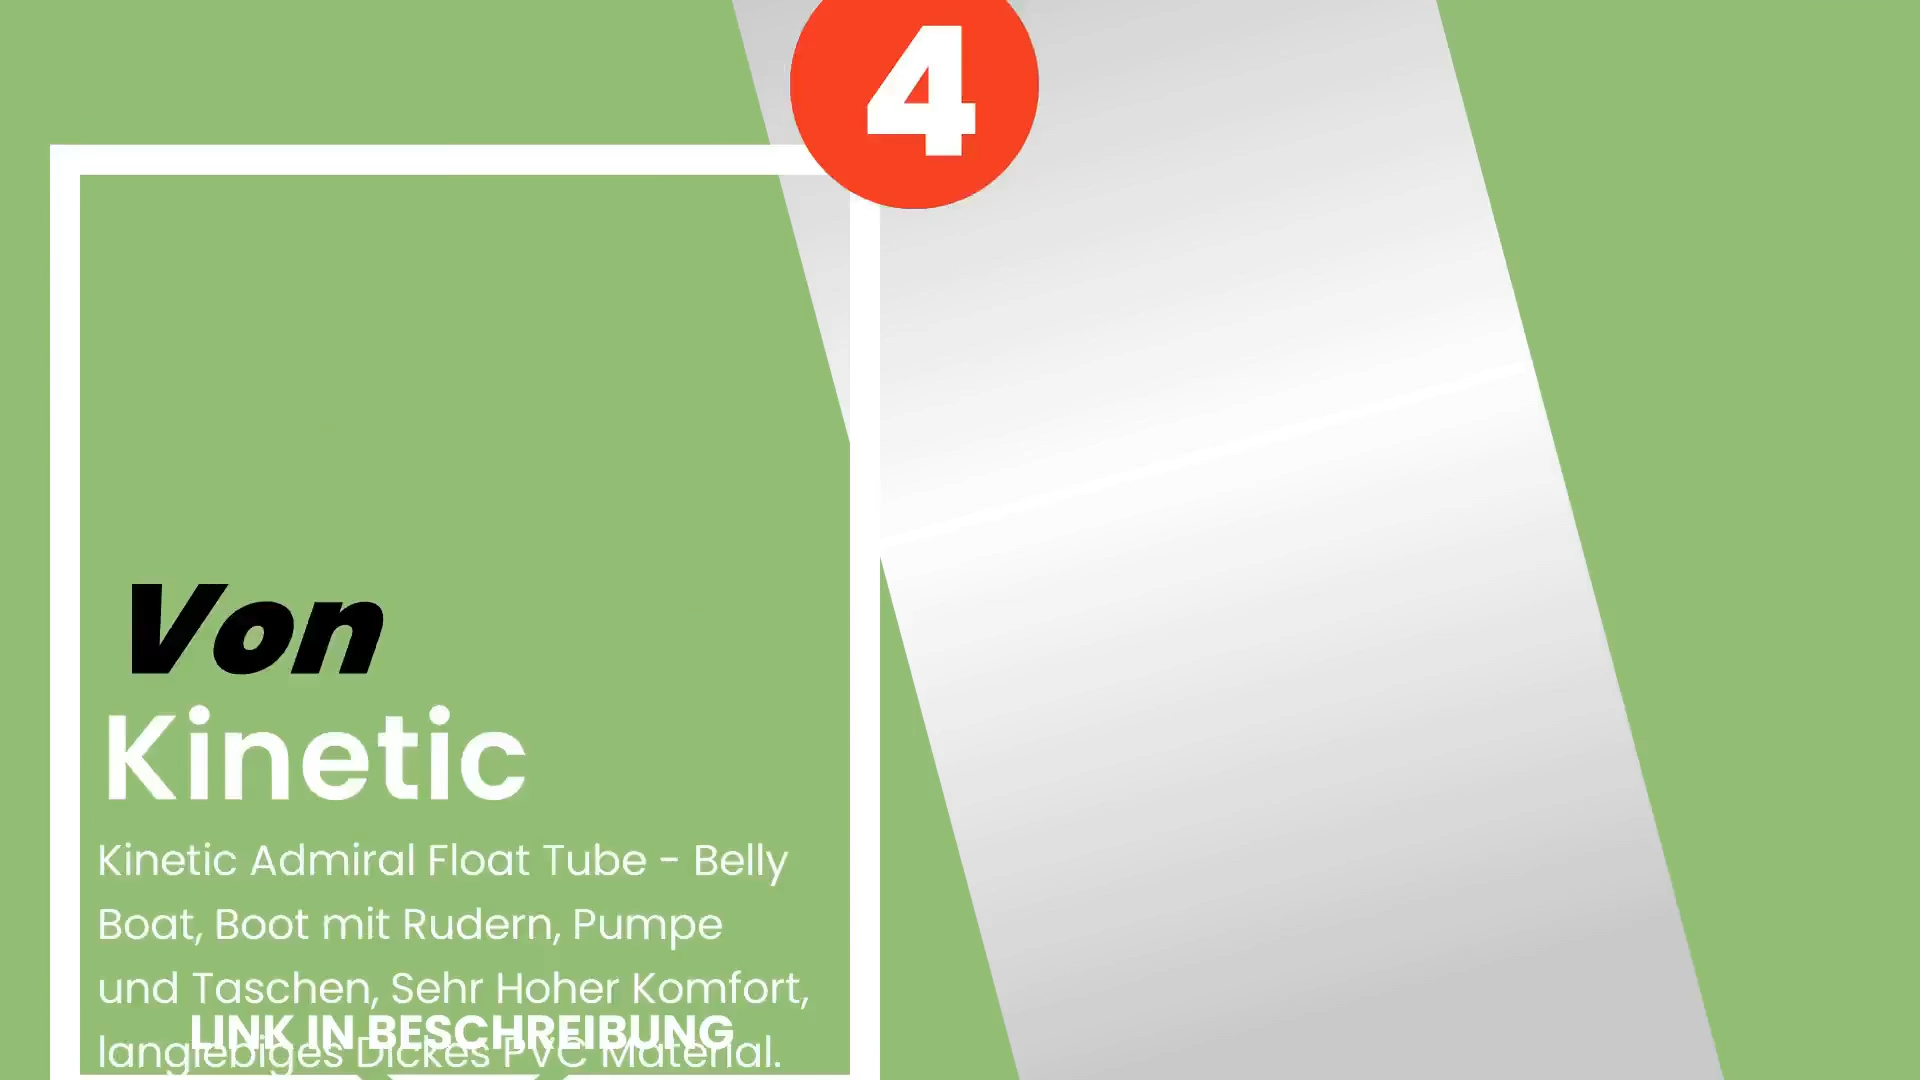 4
Von
Kinetic
Kinetic Admiral Float Tube - Belly
Boat, Boot mit Rudern, Pumpe
und Taschen, Sehr Hoher Komfort,
LINK IN BESCHREIBUNG
langlebiges Dickes PVC Material.